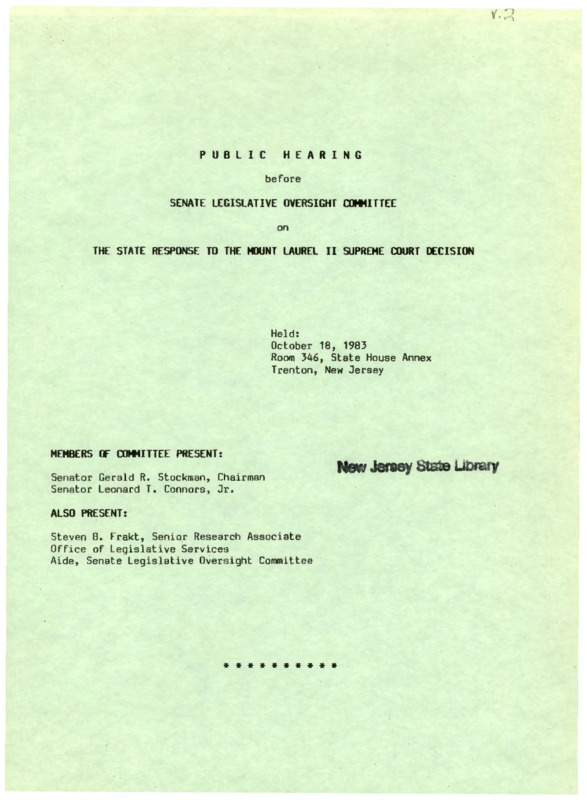 v.2
PUBLIC HEARING
before
SENATE LEGISLATIVE OVERSIGHT COMMITTEE
on
THE STATE RESPONSE TO THE MOUNT LAUREL II SUPREME COURT DECISION
Held:
October 18, 1983
Room 346, State House Annex
Trenton, New Jersey
MEMBERS OF COMMITTEE PRESENT:
Senator Gerald R. Stockman, Chairman
Senator Leonard T. Connors, Jr.
New Jersey State Library
ALSO PRESENT:
Steven B. Frakt, Senior Research Associate
Office of Legislative Services
Aide, Senate Legislative Oversight Committee
* * * * * * * * * *